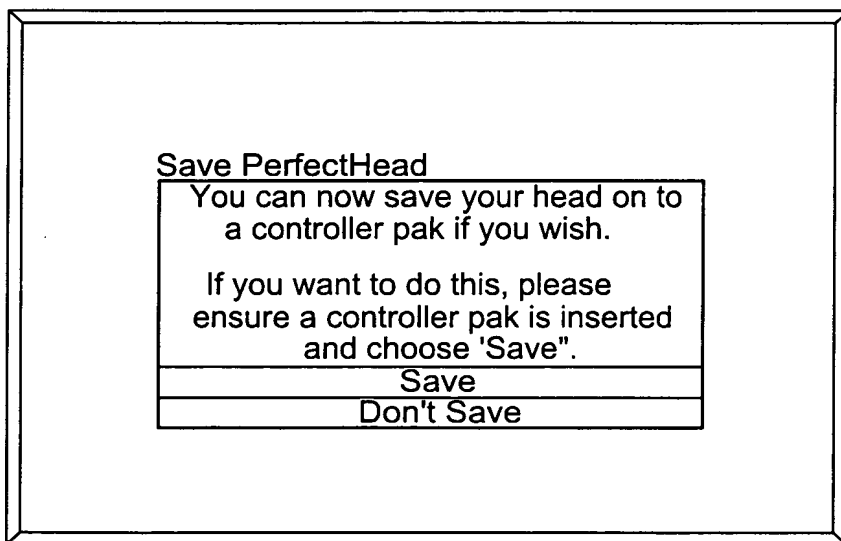 Save PerfectHead
You can now save your head on to
a controller pak if you wish.
If you want to do this, please
ensure a controller pak is inserted
and choose 'Save".
Save
Don't Save